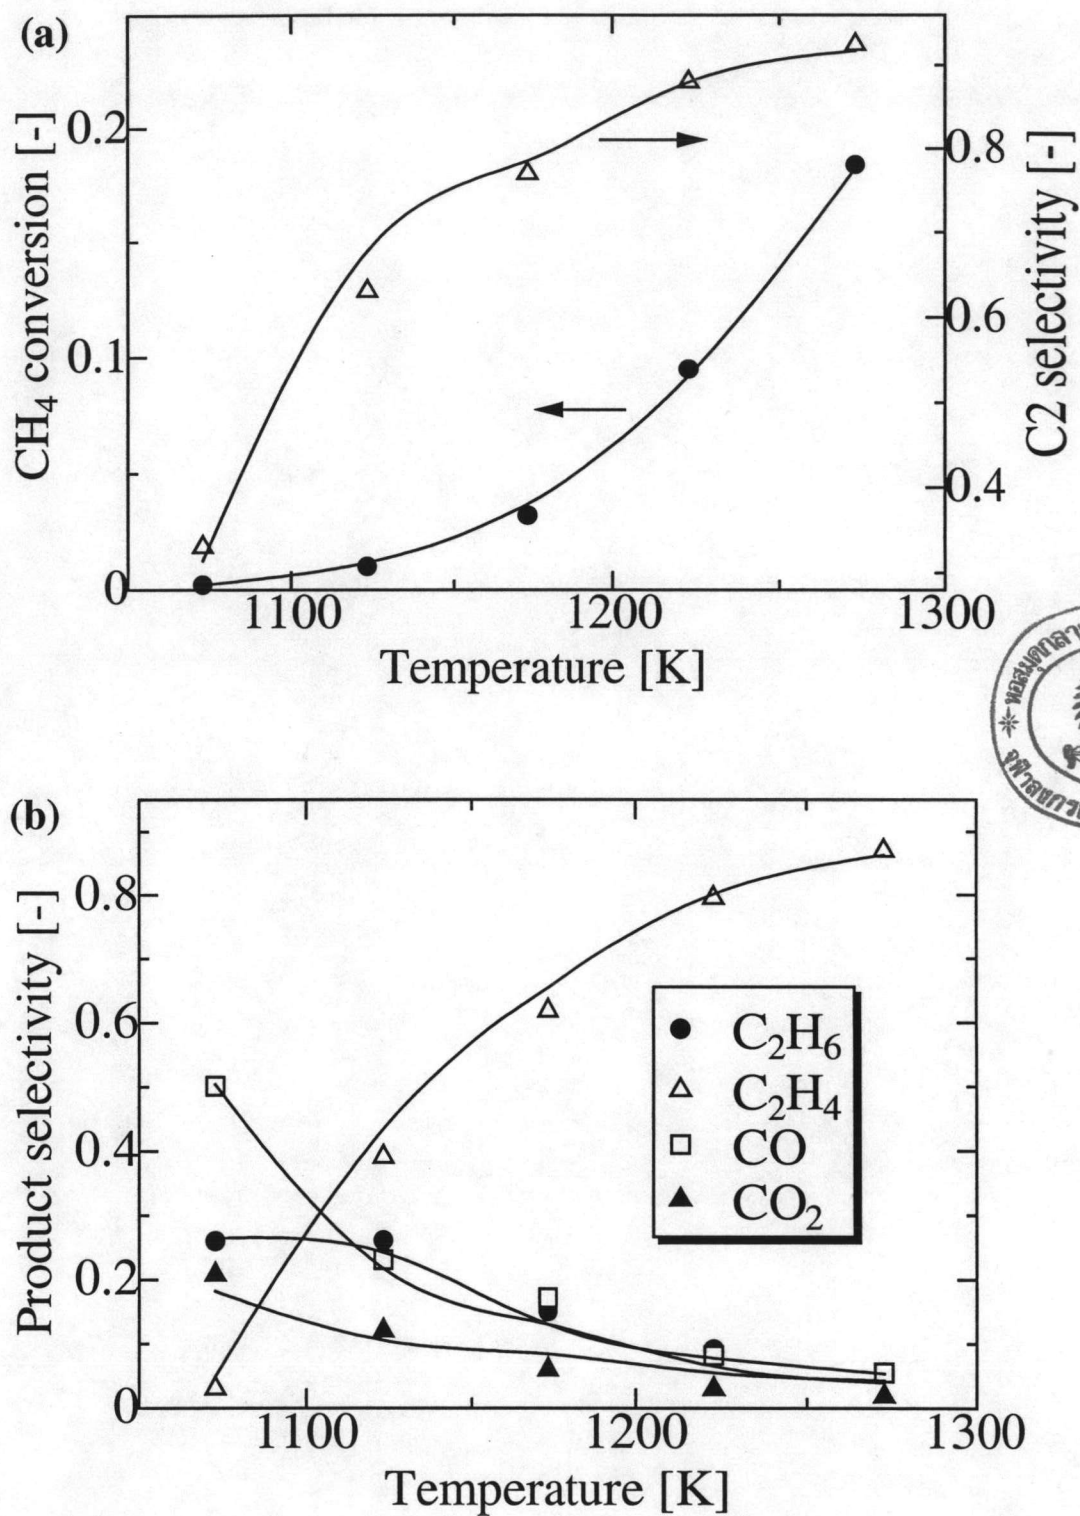 (a)
CH₄ conversion [-]
0.2
0.1
0
C2 selectivity [-]
0.8
0.6
0.4
1100
1200
1300
Temperature [K]
(b)
Product selectivity [-]
0.8
0.6
0.4
0.2
0
C₂H₆
C₂H₄
CO
CO₂
1100
1200
1300
Temperature [K]